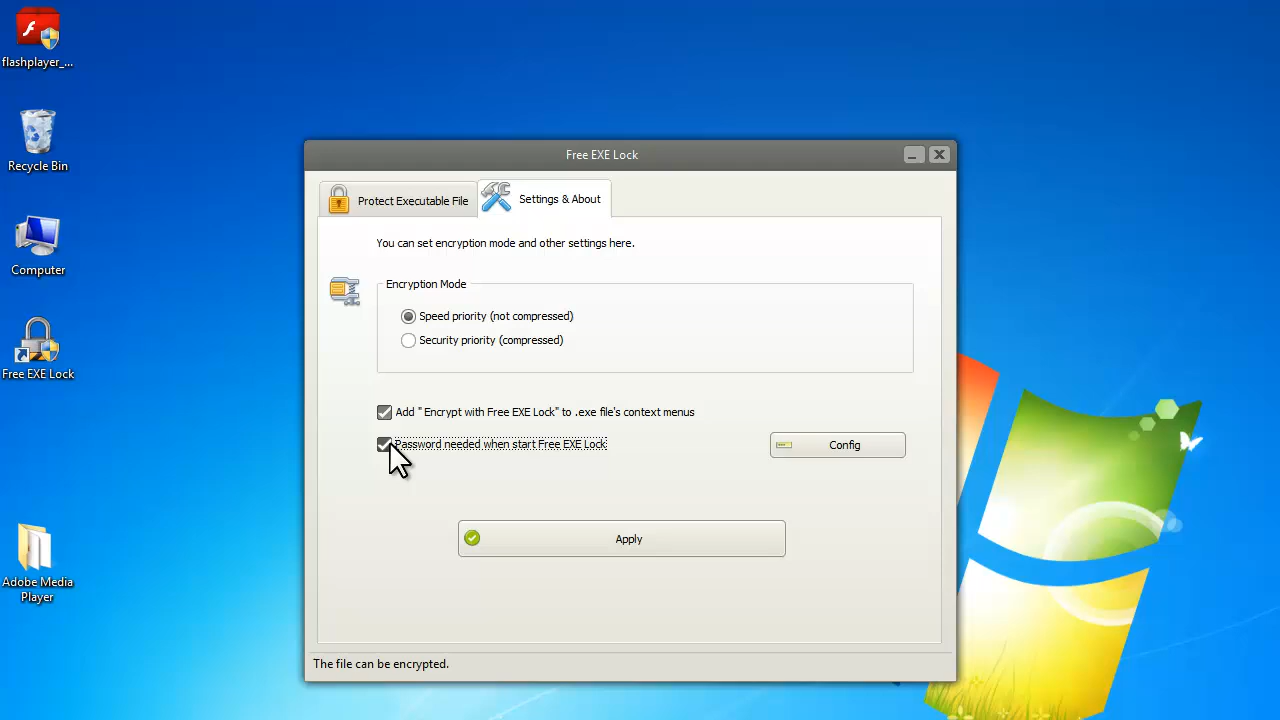 flashplayer_...
Recycle Bin
Computer
Free EXE Lock
Adobe Media
Player
Free EXE Lock
Protect Executable File
Settings & About
You can set encryption mode and other settings here.
Encryption Mode
Speed priority (not compressed)
Security priority (compressed)
Add " Encrypt with Free EXE Lock" to .exe file's context menus
Password needed when start Free EXE Lock
Config
Apply
The file can be encrypted.